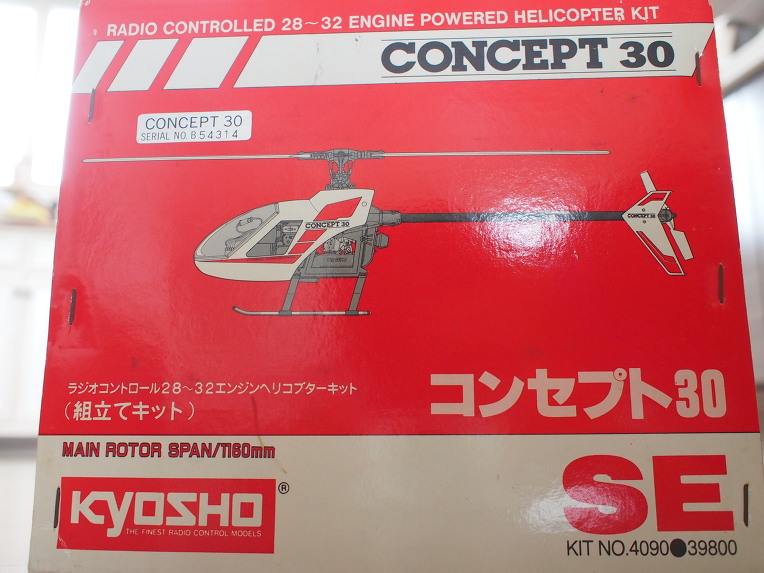 RADIO CONTROLLED 28～32 ENGINE POWERED HELICOPTER KIT
CONCEPT 30
CONCEPT 30
SERIAL NO. B 54314
CONCEPT 30
CONCEPT 30
ラジオコントロール28～32エンジンヘリコプターキット
(組立てキット)
コンセプト30
MAIN ROTOR SPAN/1160mm
SE
KYOSHO®
THE FINEST RADIO CONTROL MODELS
KIT NO.4090●39800